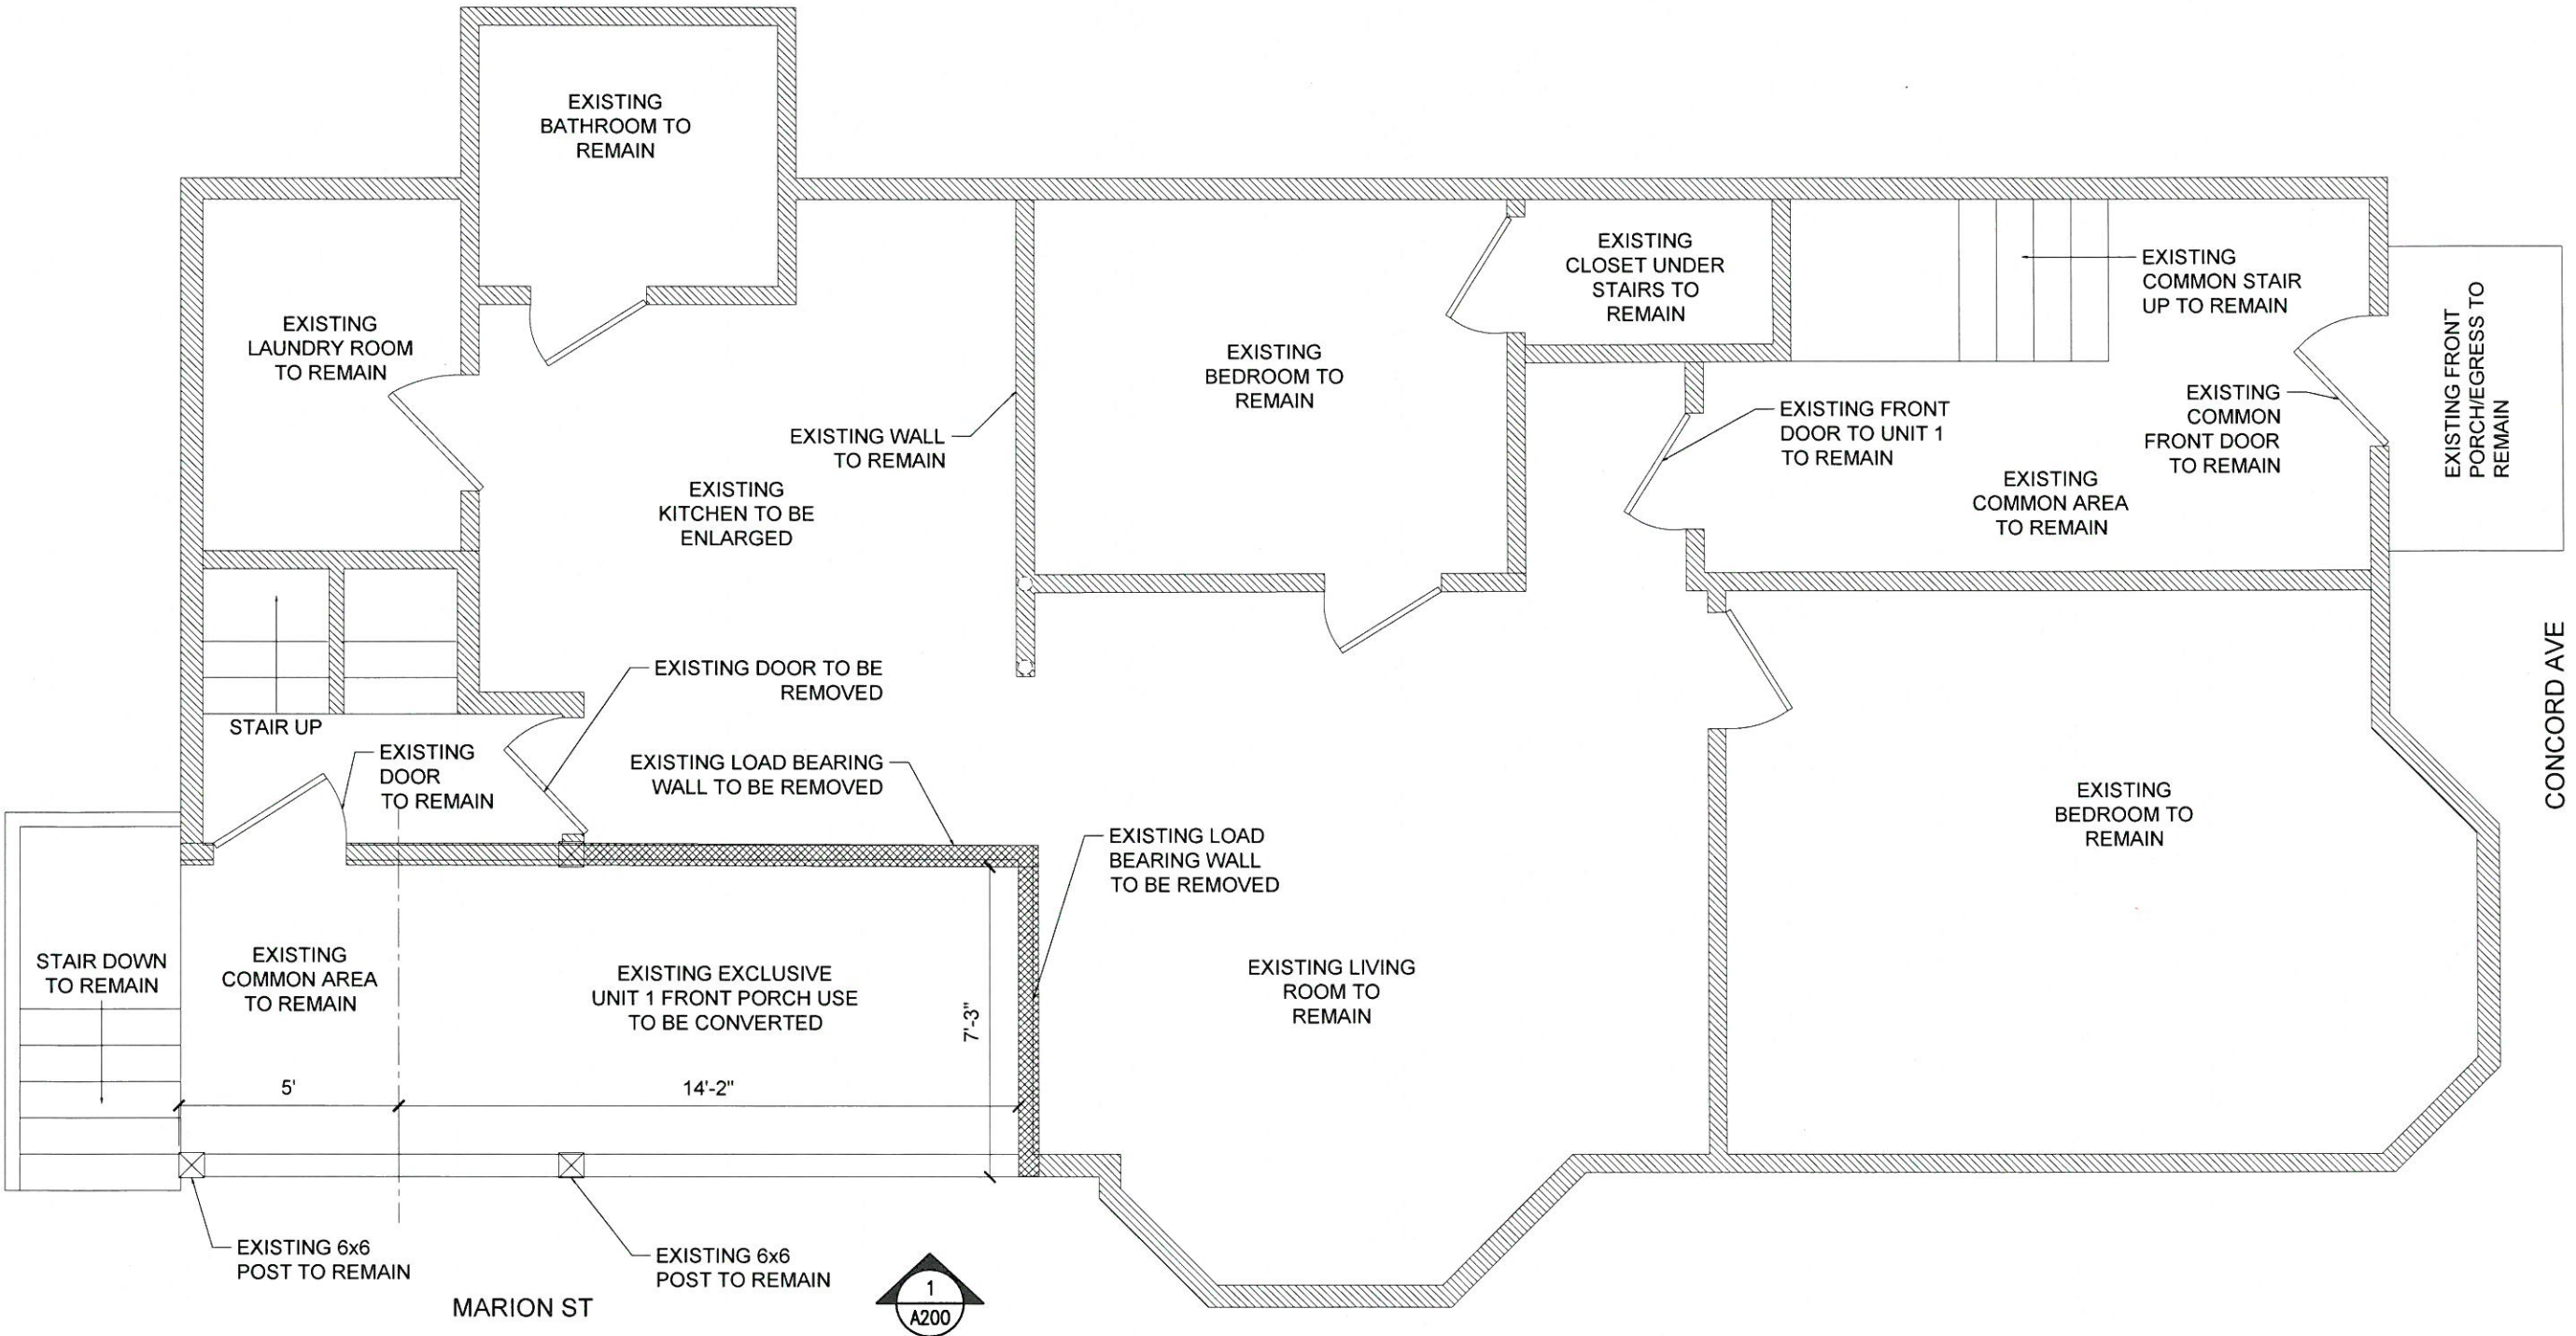 EXISTING
BATHROOM TO
REMAIN
EXISTING
LAUNDRY ROOM
TO REMAIN
EXISTING WALL
TO REMAIN
EXISTING
KITCHEN TO BE
ENLARGED
EXISTING
BEDROOM TO
REMAIN
EXISTING
CLOSET UNDER
STAIRS TO
REMAIN
EXISTING
COMMON STAIR
UP TO REMAIN
EXISTING FRONT
DOOR TO UNIT 1
TO REMAIN
EXISTING
COMMON
FRONT DOOR
TO REMAIN
EXISTING
COMMON AREA
TO REMAIN
EXISTING FRONT
PORCH/EGRESS TO
REMAIN
CONCORD AVE
STAIR UP
EXISTING
DOOR
TO REMAIN
EXISTING DOOR TO BE
REMOVED
EXISTING LOAD BEARING
WALL TO BE REMOVED
EXISTING LOAD
BEARING WALL
TO BE REMOVED
EXISTING
BEDROOM TO
REMAIN
STAIR DOWN
TO REMAIN
EXISTING
COMMON AREA
TO REMAIN
EXISTING EXCLUSIVE
UNIT 1 FRONT PORCH USE
TO BE CONVERTED
7'-3"
EXISTING LIVING
ROOM TO
REMAIN
5'
14'-2"
EXISTING 6x6
POST TO REMAIN
EXISTING 6x6
POST TO REMAIN
MARION ST
1
A200